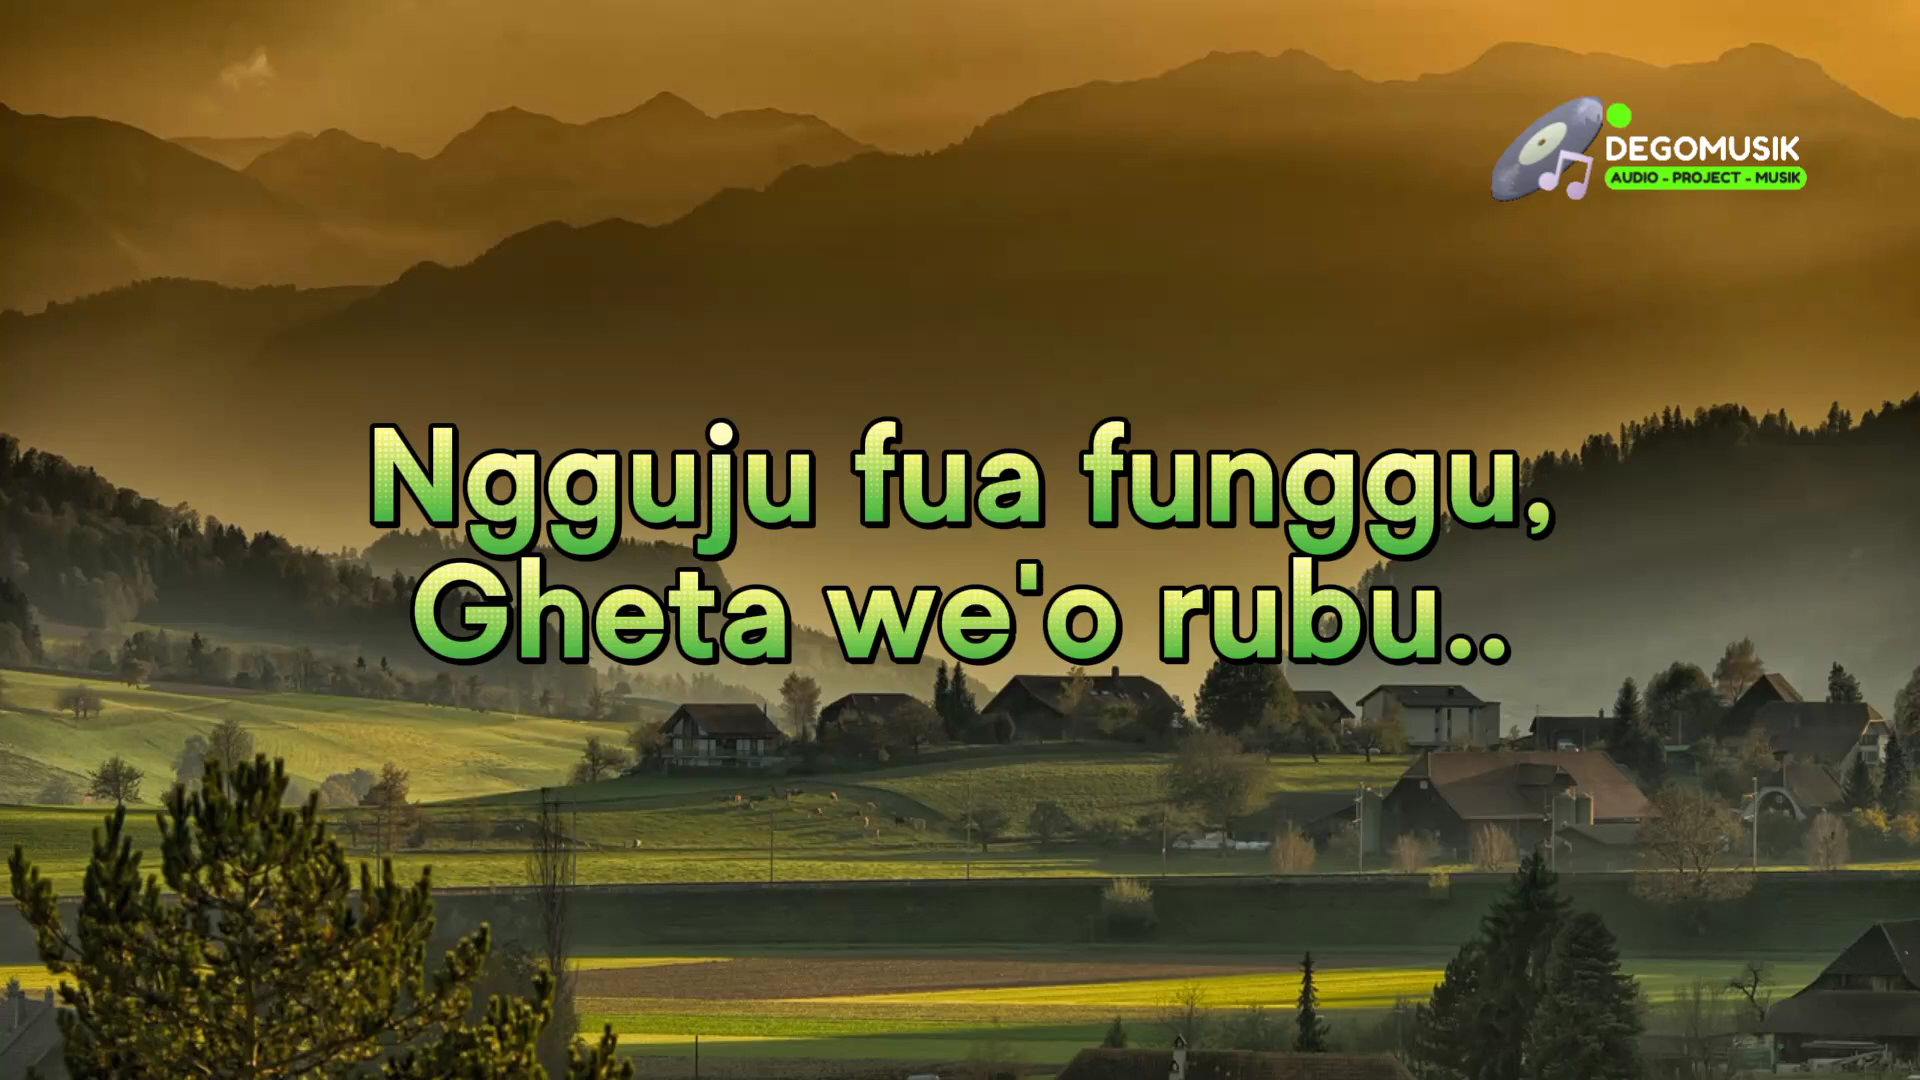 DEGOMUSIK
AUDIO - PROJECT - MUSIK
Ngguju fua funggu,
Gheta we'o rubu..